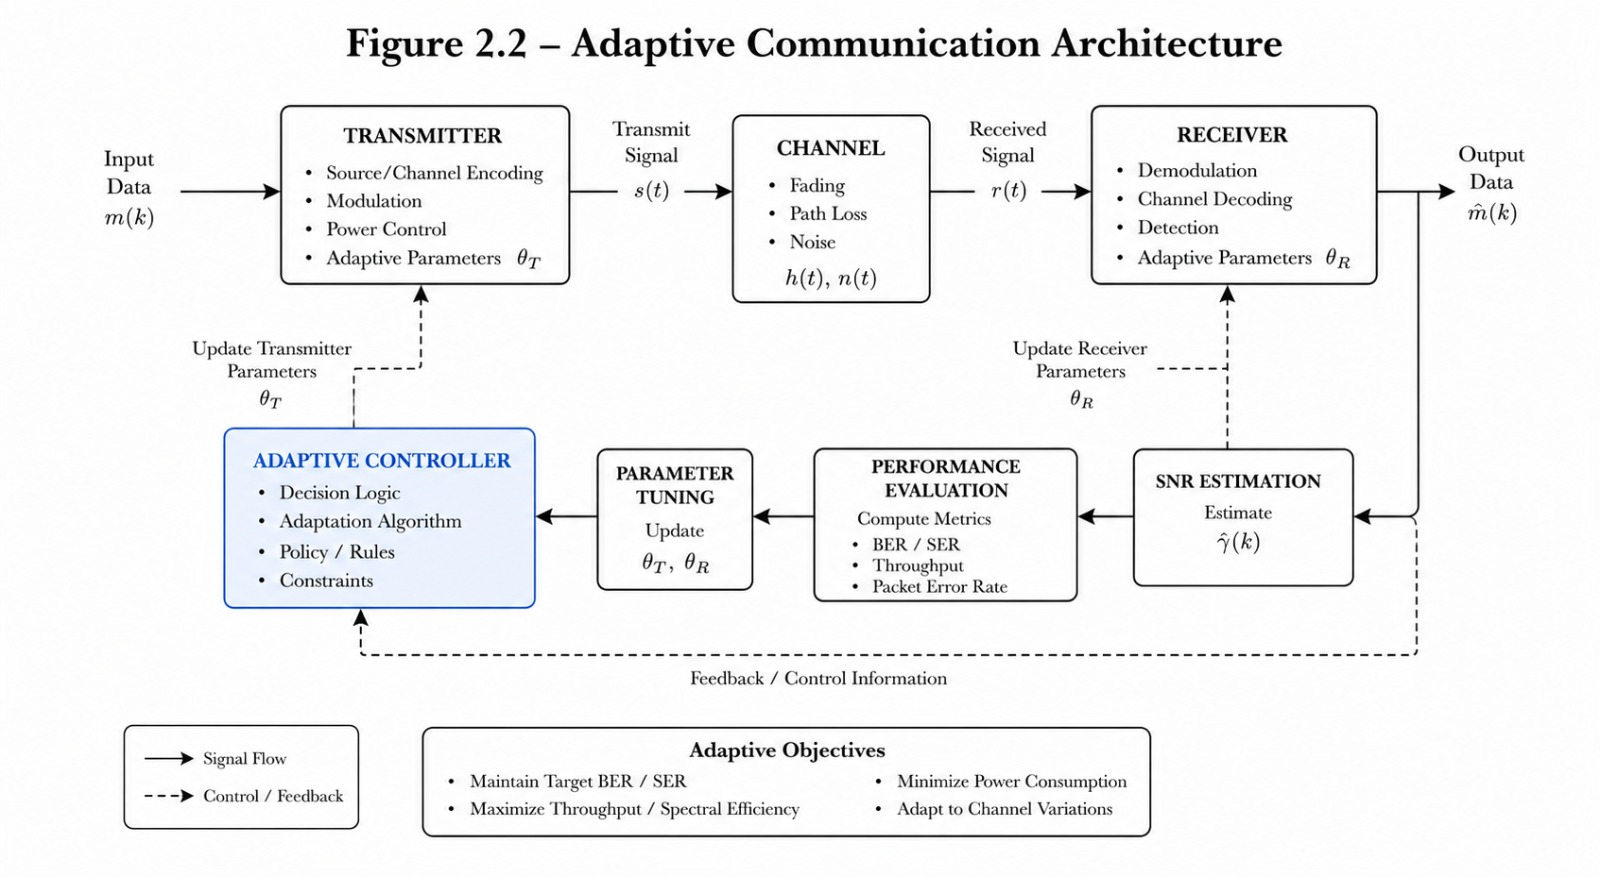 Figure 2.2 – Adaptive Communication Architecture
Input
Data
m(k)
TRANSMITTER
• Source/Channel Encoding
• Modulation
• Power Control
• Adaptive Parameters θ_T
Transmit
Signal
s(t)
CHANNEL
• Fading
• Path Loss
• Noise
h(t), n(t)
Received
Signal
r(t)
RECEIVER
• Demodulation
• Channel Decoding
• Detection
• Adaptive Parameters θ_R
Output
Data
m̂(k)
Update Transmitter
Parameters
θ_T
Update Receiver
Parameters
θ_R
ADAPTIVE CONTROLLER
• Decision Logic
• Adaptation Algorithm
• Policy / Rules
• Constraints
PARAMETER
TUNING
Update
θ_T, θ_R
PERFORMANCE
EVALUATION
Compute Metrics
• BER / SER
• Throughput
• Packet Error Rate
SNR ESTIMATION
Estimate
γ̂(k)
Feedback / Control Information
Signal Flow
Control / Feedback
Adaptive Objectives
• Maintain Target BER / SER
• Maximize Throughput / Spectral Efficiency
• Minimize Power Consumption
• Adapt to Channel Variations